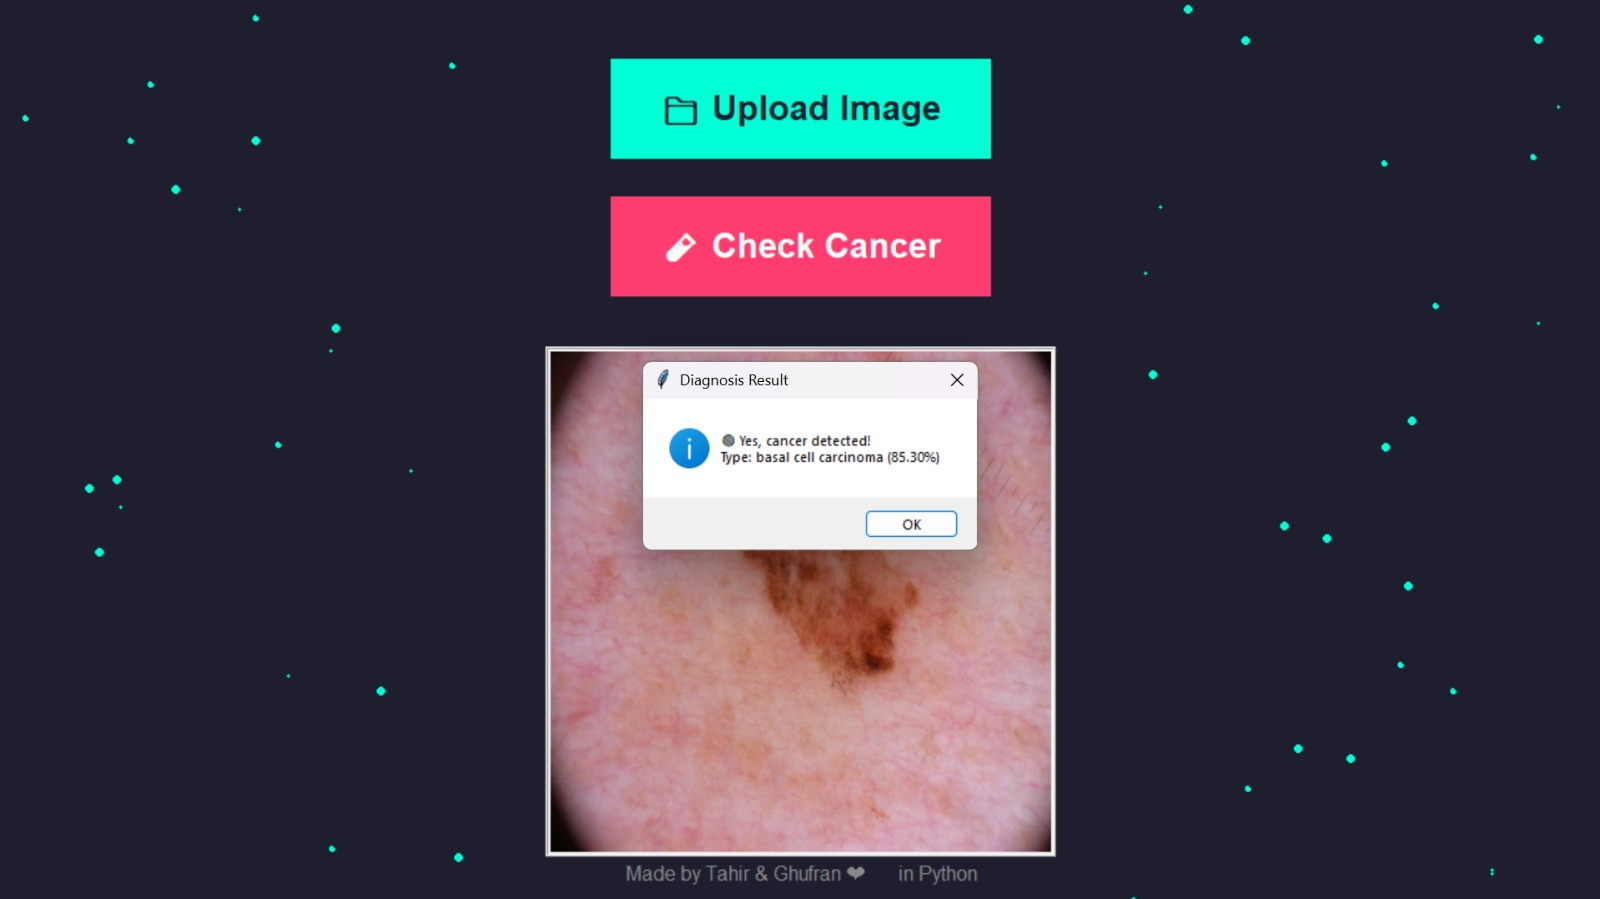 Upload Image
Check Cancer
Diagnosis Result
Yes, cancer detected!
Type: basal cell carcinoma (85.30%)
OK
Made by Tahir & Ghufran ❤ in Python